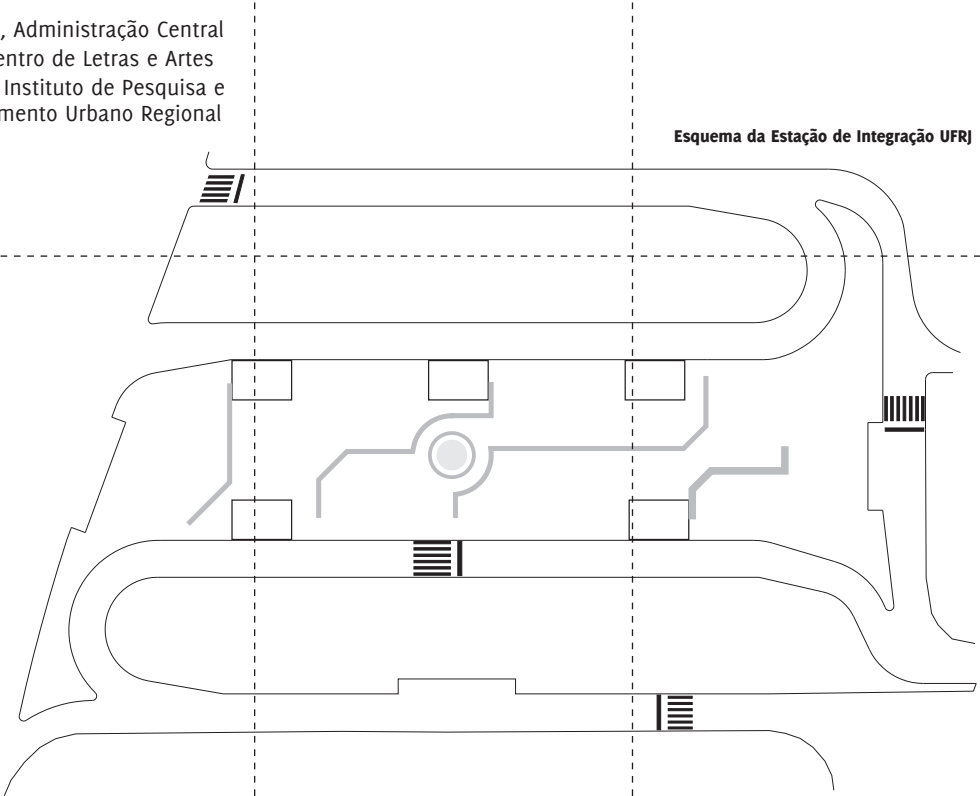 , Administração Central
entro de Letras e Artes
Instituto de Pesquisa e
mento Urbano Regional
Esquema da Estação de Integração UFRJ